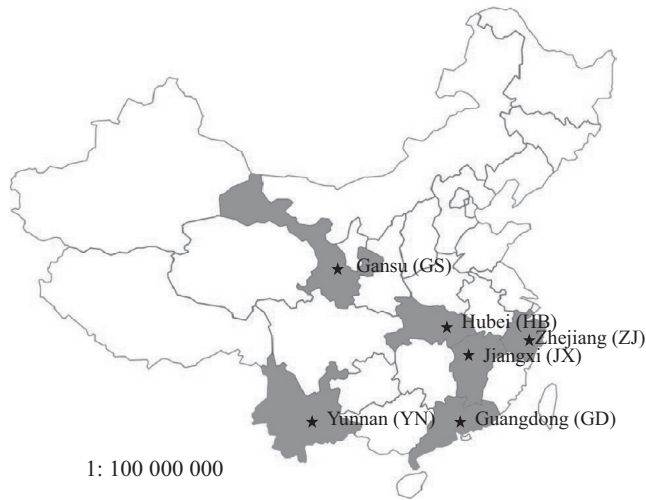 Gansu (GS)
Hubei (HB)
Zhejiang (ZJ)
Jiangxi (JX)
Yunnan (YN)
Guangdong (GD)
1: 100 000 000